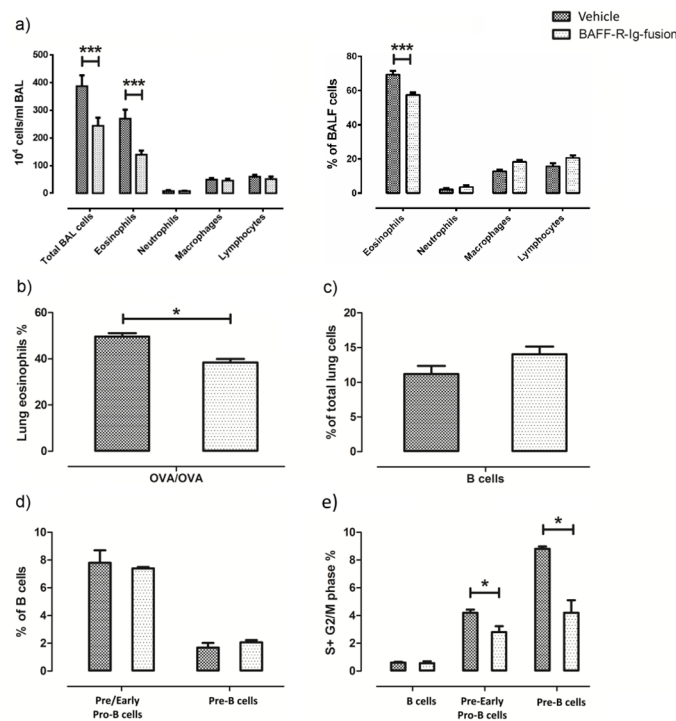 a)
Vehicle
BAFF-R-Ig-fusion
10⁴ cells/ml BAL
500
400
300
200
100
0
***
***
Total BAL cells
Eosinophils
Neutrophils
Macrophages
Lymphocytes
% of BALF cells
80
60
40
20
0
***
Eosinophils
Neutrophils
Macrophages
Lymphocytes
b)
Lung eosinophils %
60
40
20
0
*
OVA/OVA
c)
% of total lung cells
20
15
10
5
0
B cells
d)
% of B cells
10
8
6
4
2
0
Pre/Early
Pro-B cells
Pre-B cells
e)
S+ G2/M phase %
10
8
6
4
2
0
*
*
B cells
Pre-Early
Pro-B cells
Pre-B cells